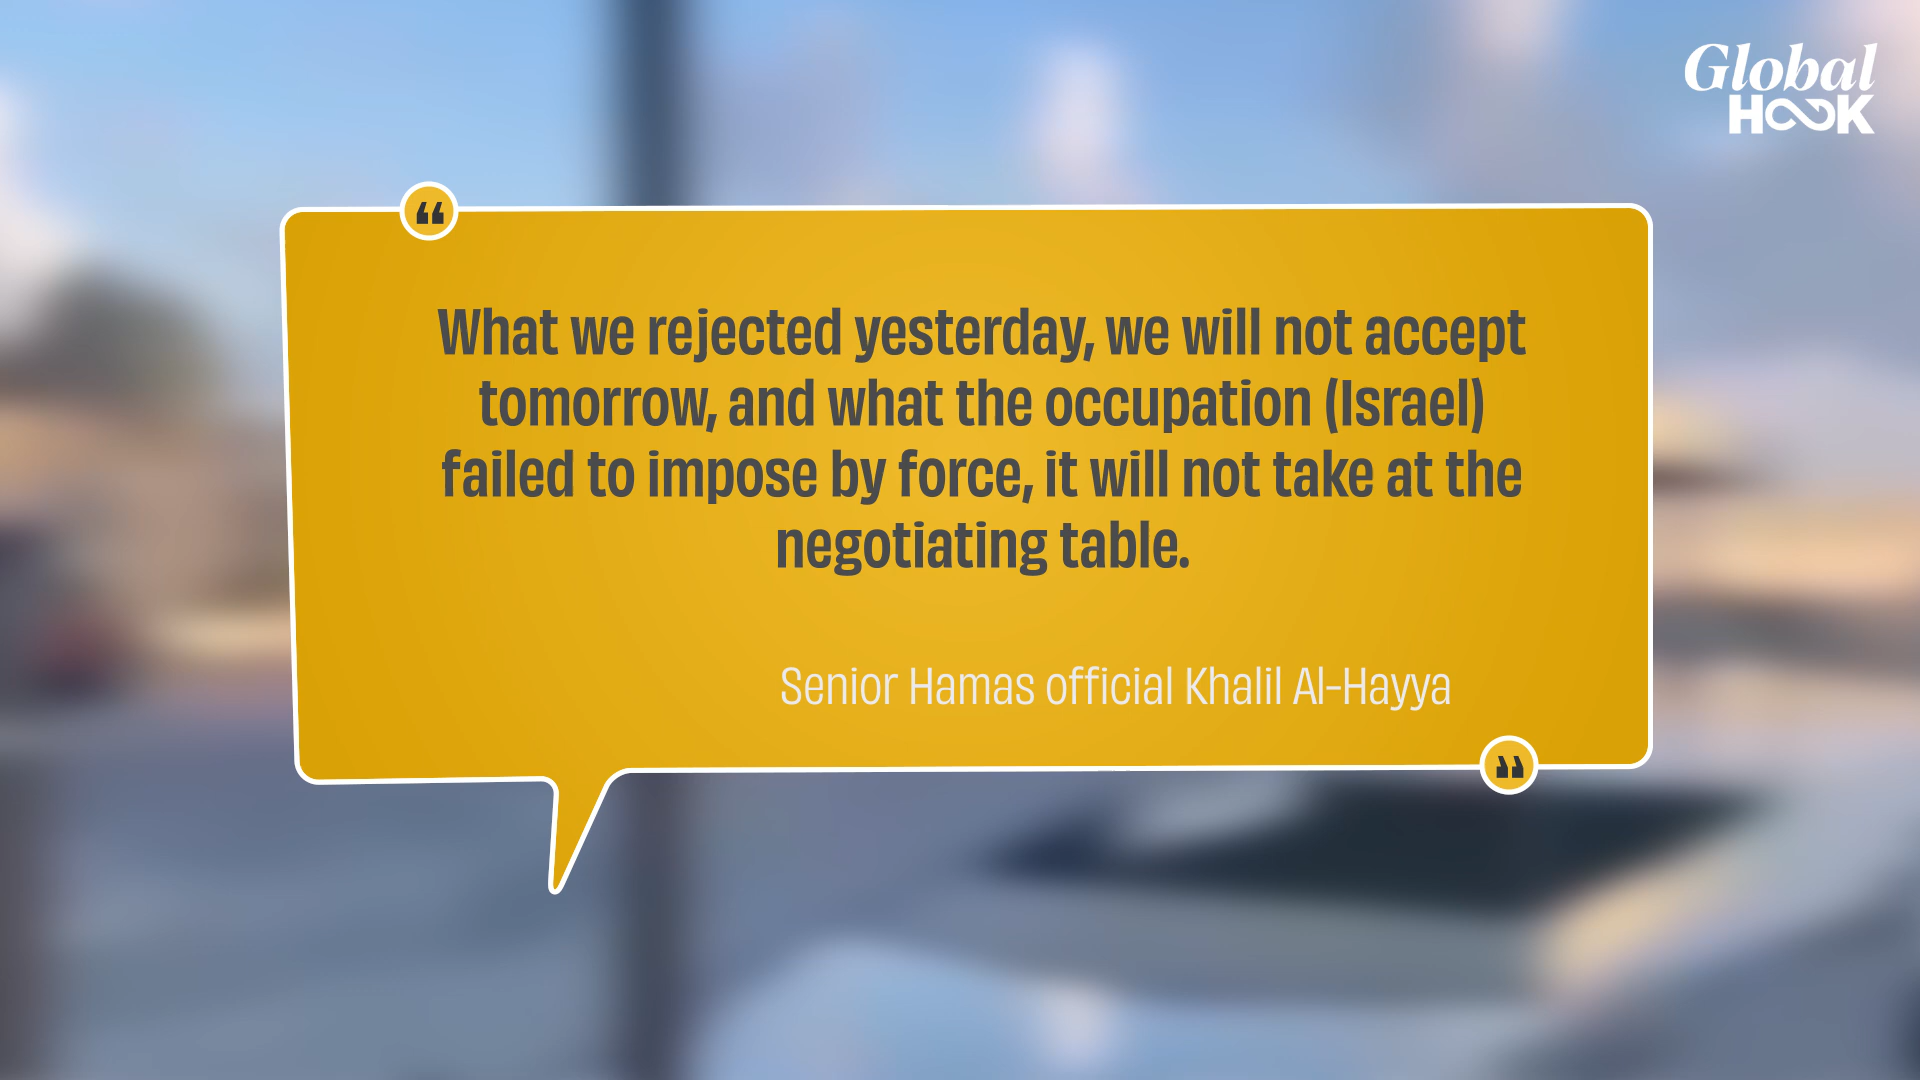 Global
HOOK
“
What we rejected yesterday, we will not accept
tomorrow, and what the occupation (Israel)
failed to impose by force, it will not take at the
negotiating table.
Senior Hamas official Khalil Al-Hayya
”